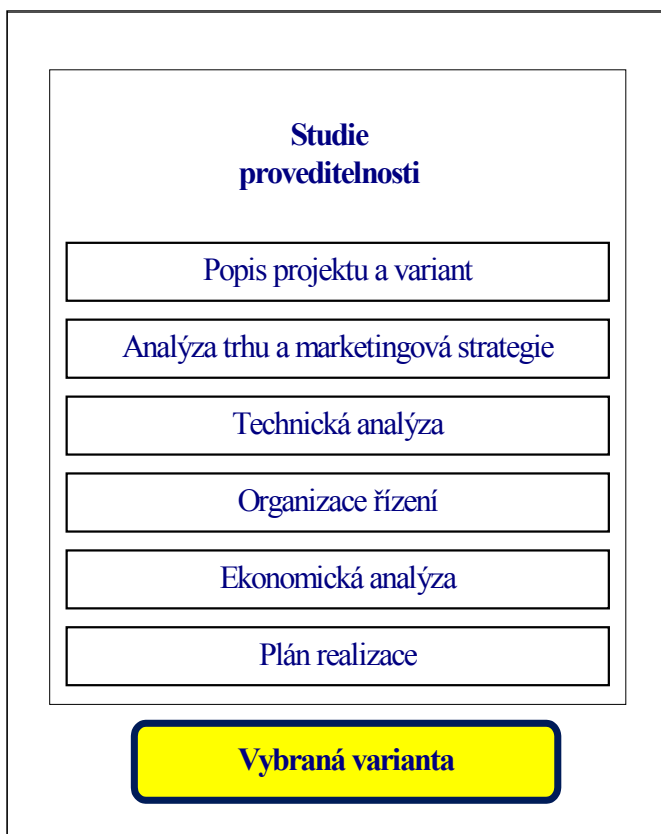 Studie
proveditelnosti
Popis projektu a variant
Analýza trhu a marketingová strategie
Technická analýza
Organizace řízení
Ekonomická analýza
Plán realizace
Vybraná varianta